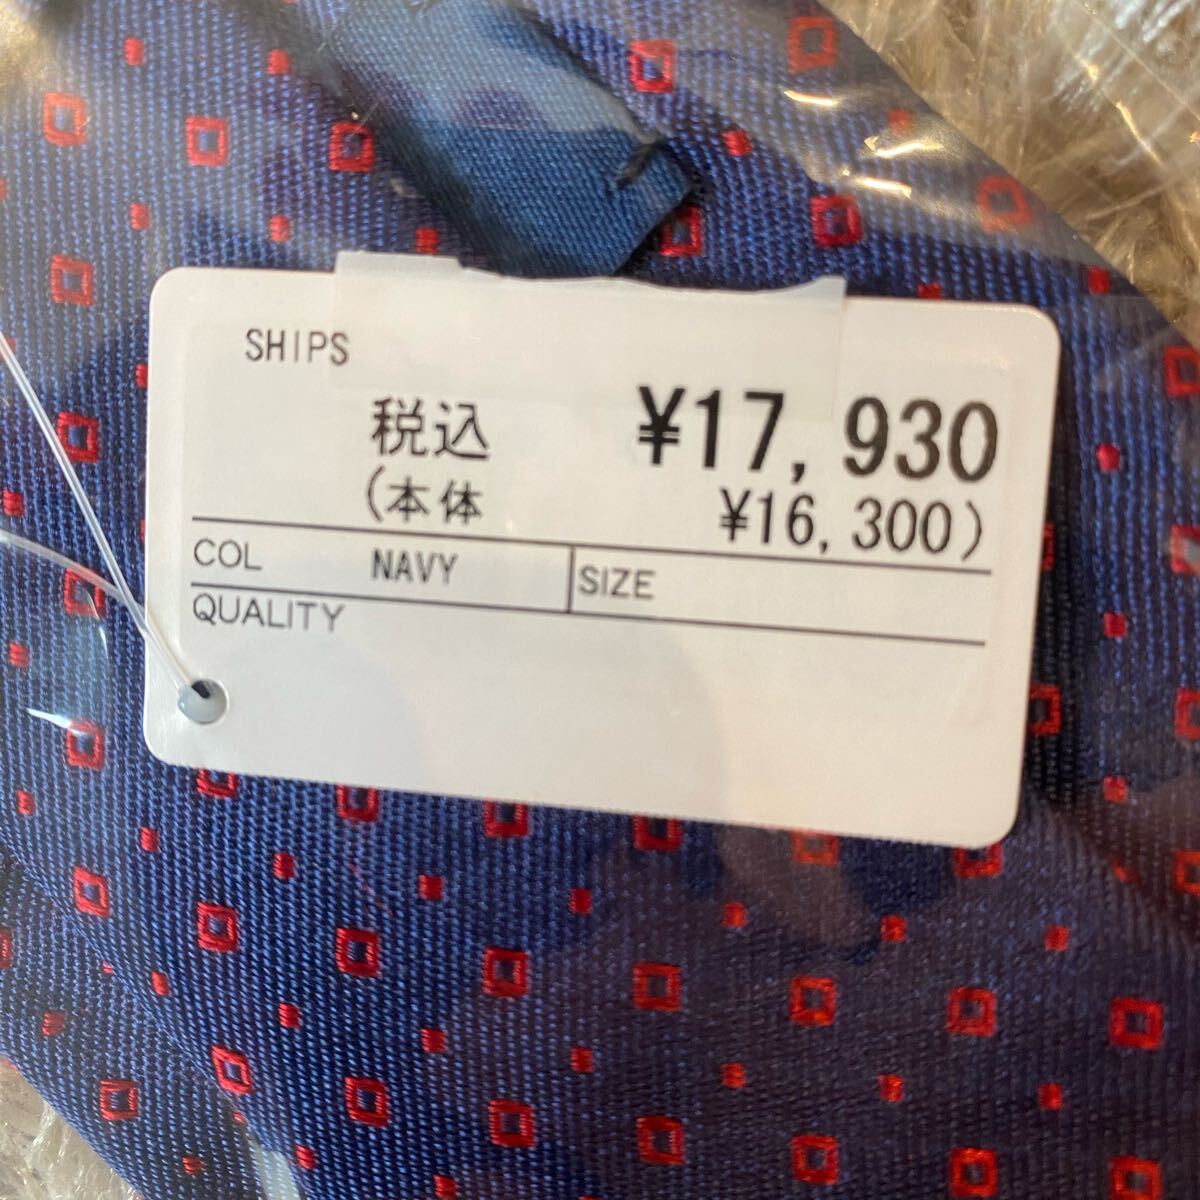 SHIPS
税込 ¥17,930
(本体 ¥16,300)
COL NAVY SIZE
QUALITY